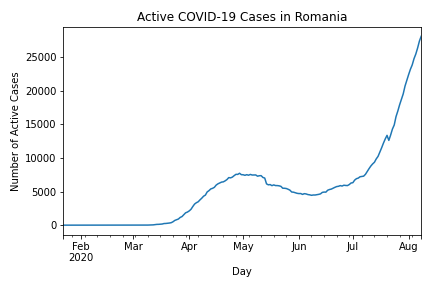 Active COVID-19 Cases in Romania
Number of Active Cases
25000
20000
15000
10000
5000
0
Feb Mar Apr May Jun Jul Aug
2020
Day